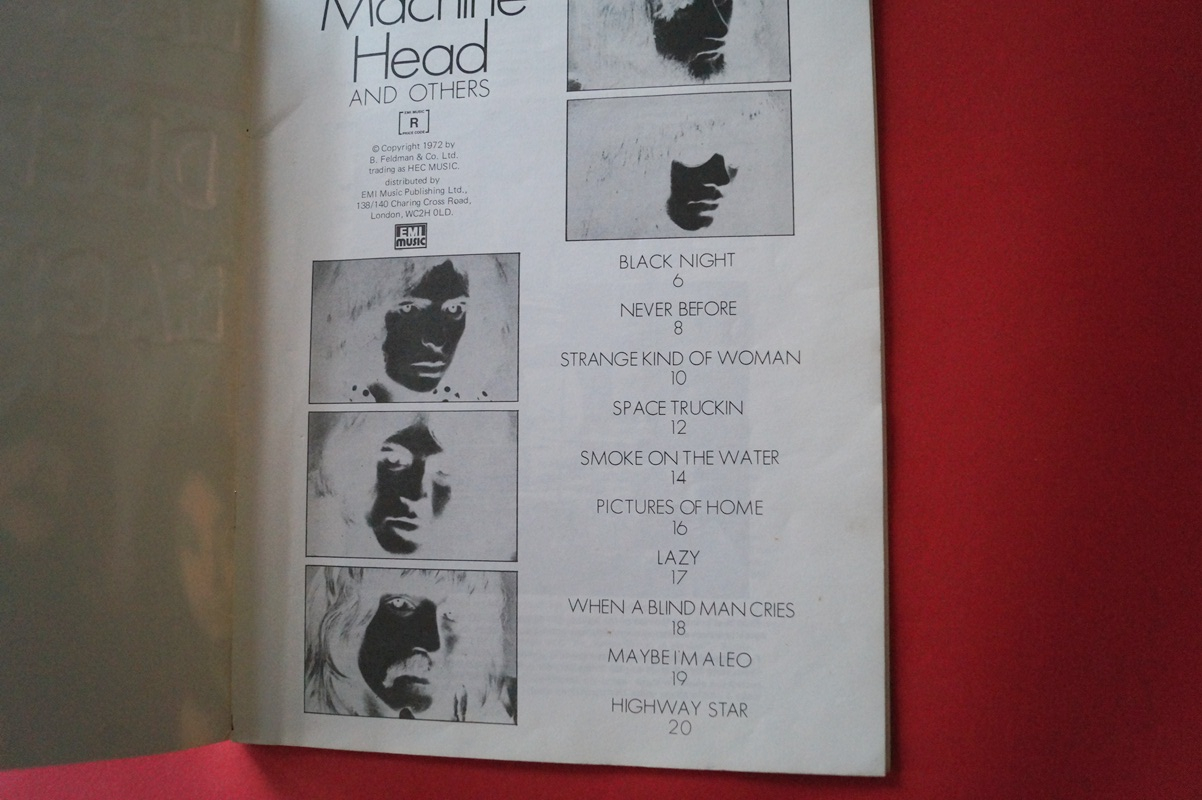 Machine
Head
AND OTHERS
EMI MUSIC
R
© Copyright 1972 by
B. Feldman & Co. Ltd.
trading as HEC MUSIC.
distributed by
EMI Music Publishing Ltd.,
138/140 Charing Cross Road,
London, WC2H 0LD.
EMI
MUSIC
BLACK NIGHT
6
NEVER BEFORE
8
STRANGE KIND OF WOMAN
10
SPACE TRUCKIN
12
SMOKE ON THE WATER
14
PICTURES OF HOME
16
LAZY
17
WHEN A BLIND MAN CRIES
18
MAYBE I'M A LEO
19
HIGHWAY STAR
20